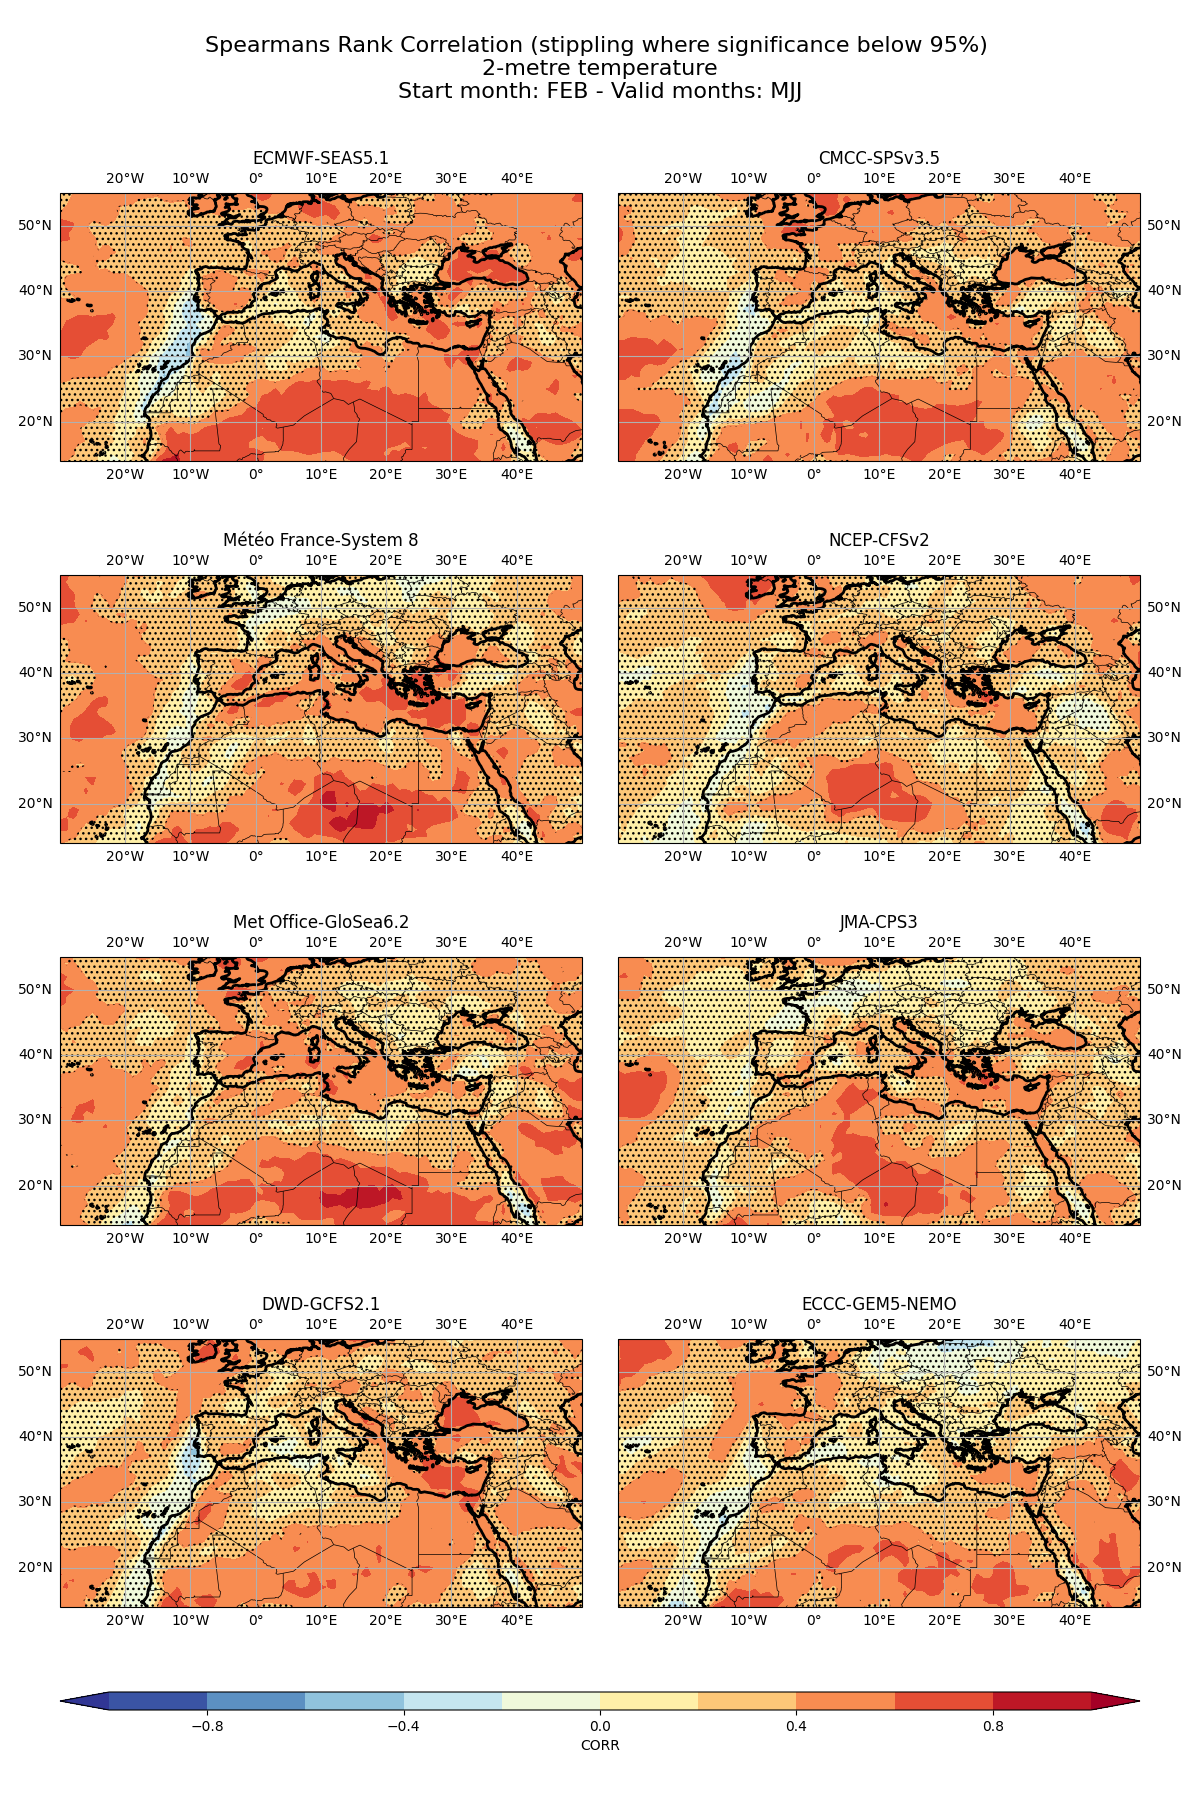 Spearmans Rank Correlation (stippling where significance below 95%)
2-metre temperature
Start month: FEB - Valid months: MJJ
ECMWF-SEAS5.1
CMCC-SPSv3.5
20°W 10°W 0° 10°E 20°E 30°E 40°E
20°W 10°W 0° 10°E 20°E 30°E 40°E
50°N
50°N
40°N
40°N
30°N
30°N
20°N
20°N
20°W 10°W 0° 10°E 20°E 30°E 40°E
20°W 10°W 0° 10°E 20°E 30°E 40°E
Météo France-System 8
NCEP-CFSv2
20°W 10°W 0° 10°E 20°E 30°E 40°E
20°W 10°W 0° 10°E 20°E 30°E 40°E
50°N
50°N
40°N
40°N
30°N
30°N
20°N
20°N
20°W 10°W 0° 10°E 20°E 30°E 40°E
20°W 10°W 0° 10°E 20°E 30°E 40°E
Met Office-GloSea6.2
JMA-CPS3
20°W 10°W 0° 10°E 20°E 30°E 40°E
20°W 10°W 0° 10°E 20°E 30°E 40°E
50°N
50°N
40°N
40°N
30°N
30°N
20°N
20°N
20°W 10°W 0° 10°E 20°E 30°E 40°E
20°W 10°W 0° 10°E 20°E 30°E 40°E
DWD-GCFS2.1
ECCC-GEM5-NEMO
20°W 10°W 0° 10°E 20°E 30°E 40°E
20°W 10°W 0° 10°E 20°E 30°E 40°E
50°N
50°N
40°N
40°N
30°N
30°N
20°N
20°N
20°W 10°W 0° 10°E 20°E 30°E 40°E
20°W 10°W 0° 10°E 20°E 30°E 40°E
−0.8 −0.4 0.0 0.4 0.8
CORR